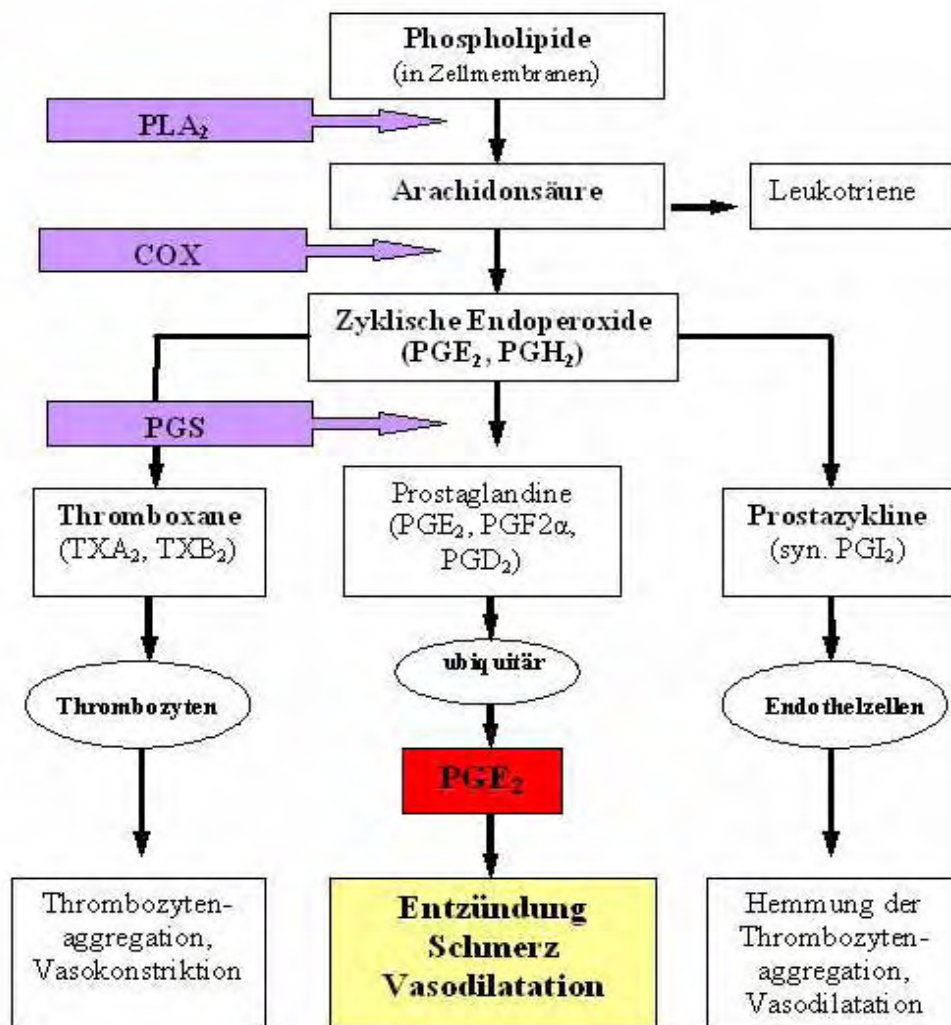 Phospholipide
(in Zellmembranen)
PLA₂
Arachidonsäure
Leukotriene
COX
Zyklische Endoperoxide
(PGE₂, PGH₂)
PGS
Thromboxane
(TXA₂, TXB₂)
Prostaglandine
(PGE₂, PGF2α,
PGD₂)
Prostazykline
(syn. PGI₂)
Thrombozyten
ubiquitär
Endothelzellen
PGE₂
Thrombozyten-
aggregation,
Vasokonstriktion
Entzündung
Schmerz
Vasodilatation
Hemmung der
Thrombozyten-
aggregation,
Vasodilatation